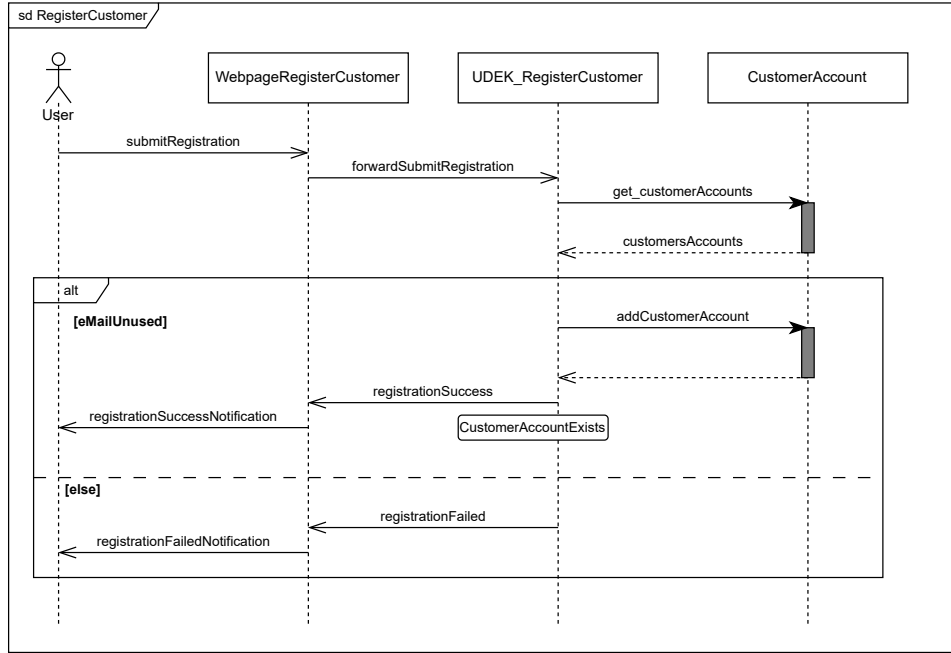 sd RegisterCustomer
User
WebpageRegisterCustomer
UDEK_RegisterCustomer
CustomerAccount
submitRegistration
forwardSubmitRegistration
get_customerAccounts
customersAccounts
alt
[eMailUnused]
addCustomerAccount
registrationSuccess
registrationSuccessNotification
CustomerAccountExists
[else]
registrationFailed
registrationFailedNotification